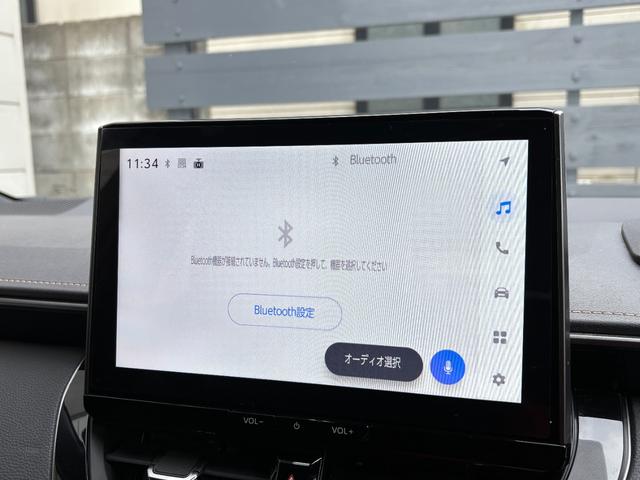 11:34
Bluetooth
Bluetooth機器が接続されていません。Bluetooth設定を押して、機器を選択してください
Bluetooth設定
オーディオ選択
VOL−
VOL+